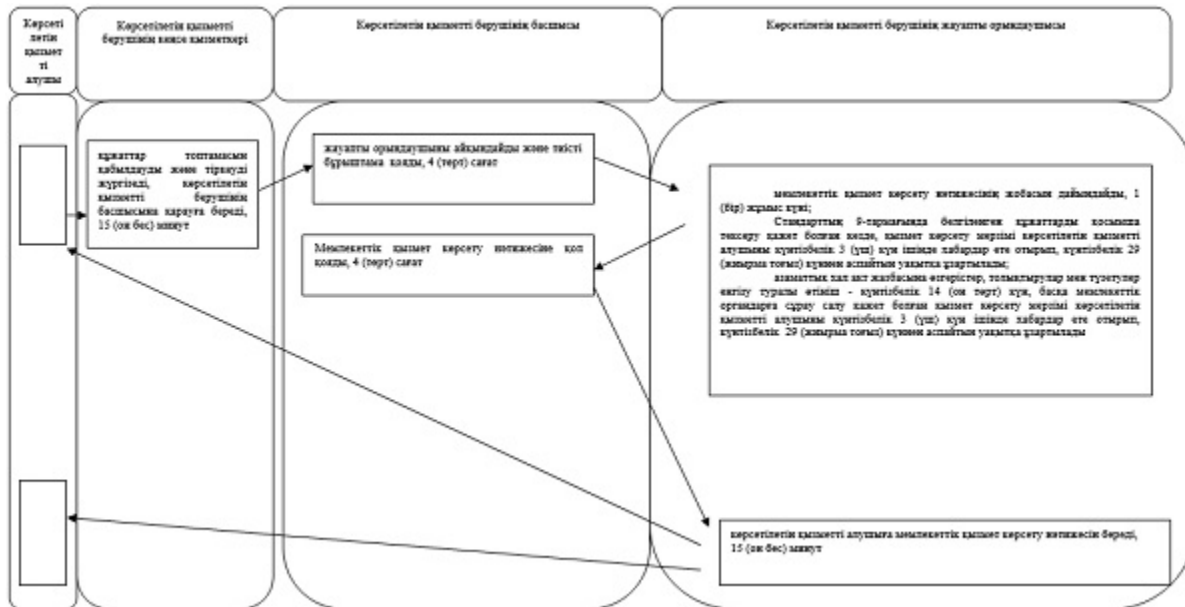 Көрсеті
летін
қызмет
ті
алушы
Көрсетілетін қызметті
берушінің кеңсе қызметкері
Көрсетілетін қызметті берушінің басшысы
Көрсетілетін қызметті берушінің жауапты орындаушысы
құжаттар топтамасын
қабылдауды және тіркеуді
жүргізеді, көрсетілетін
қызметті берушінің
басшысына қарауға береді,
15 (он бес) минут
жауапты орындаушыны айқындайды және тиісті
бұрыштама қояды, 4 (төрт) сағат
Мемлекеттік қызмет көрсету нәтижесіне қол
қояды, 4 (төрт) сағат
мемлекеттік қызмет көрсету нәтижесінің жобасын дайындайды, 1
(бір) жұмыс күні;
Стандарттың 9-тармағында белгіленген құжаттарды қосымша
тексеру қажет болған кезде, қызмет көрсету мерзімі көрсетілетін қызметті
алушыны күнтізбелік 3 (үш) күн ішінде хабардар ете отырып, күнтізбелік 29
(жиырма тоғыз) күннен аспайтын уақытқа ұзартылады;
азаматтық хал акт жазбасына өзгерістер, толықтырулар мен түзетулер
енгізу туралы өтініш - күнтізбелік 14 (он төрт) күн, басқа мемлекеттік
органдарға сұрау салу қажет болған қызмет көрсету мерзімі көрсетілетін
қызметті алушыны күнтізбелік 3 (үш) күн ішінде хабардар ете отырып,
күнтізбелік 29 (жиырма тоғыз) күннен аспайтын уақытқа ұзартылады
көрсетілетін қызметті алушыға мемлекеттік қызмет көрсету нәтижесін береді,
15 (он бес) минут